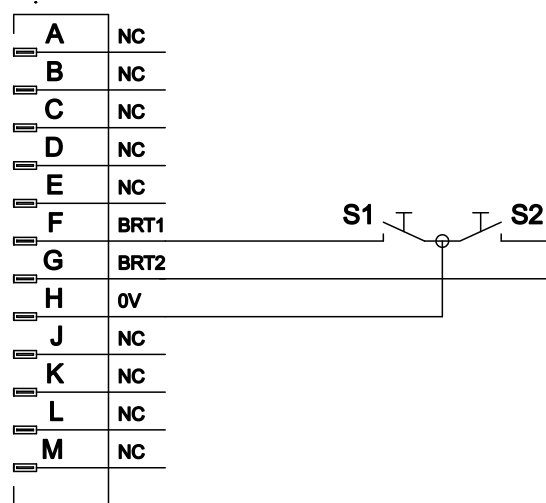 A NC
B NC
C NC
D NC
E NC
F BRT1 S1 S2
G BRT2
H 0V
J NC
K NC
L NC
M NC